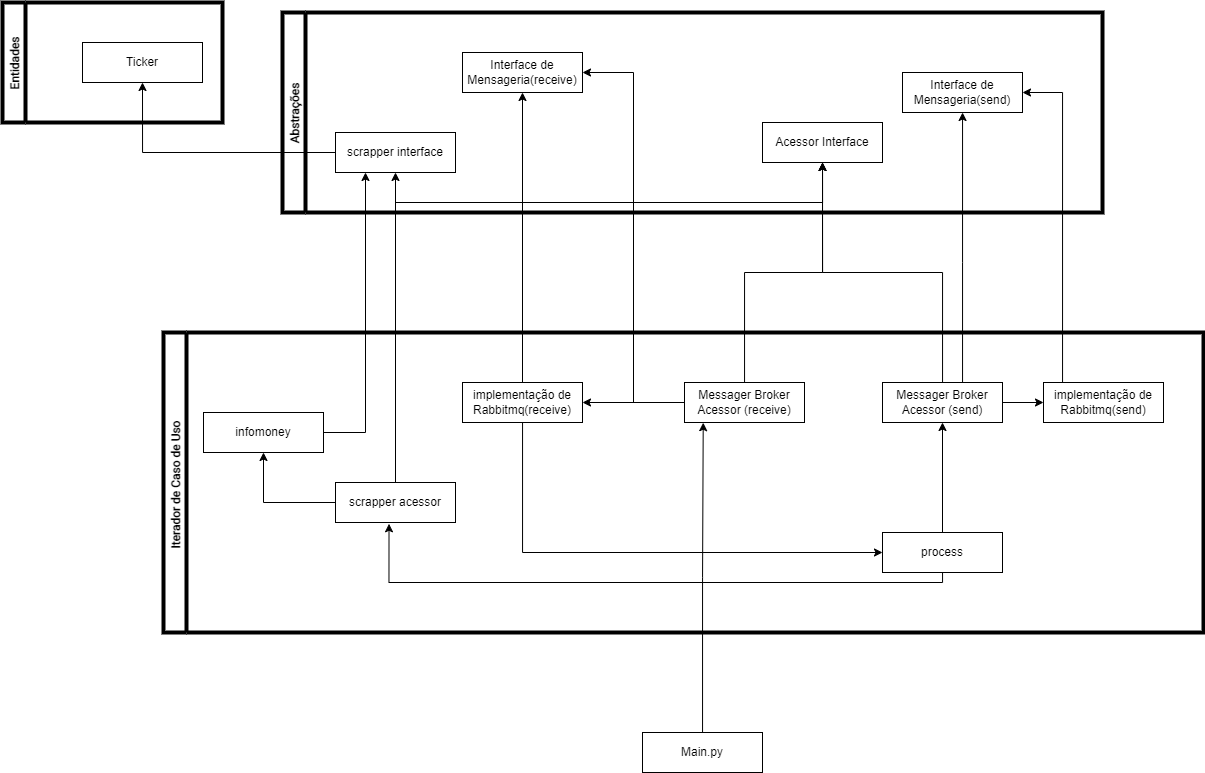 Entidades
Ticker
Abstrações
Interface de
Mensageria(receive)
Interface de
Mensageria(send)
scrapper interface
Acessor Interface
Iterador de Caso de Uso
infomoney
implementação de
Rabbitmq(receive)
Messager Broker
Acessor (receive)
Messager Broker
Acessor (send)
implementação de
Rabbitmq(send)
scrapper acessor
process
Main.py